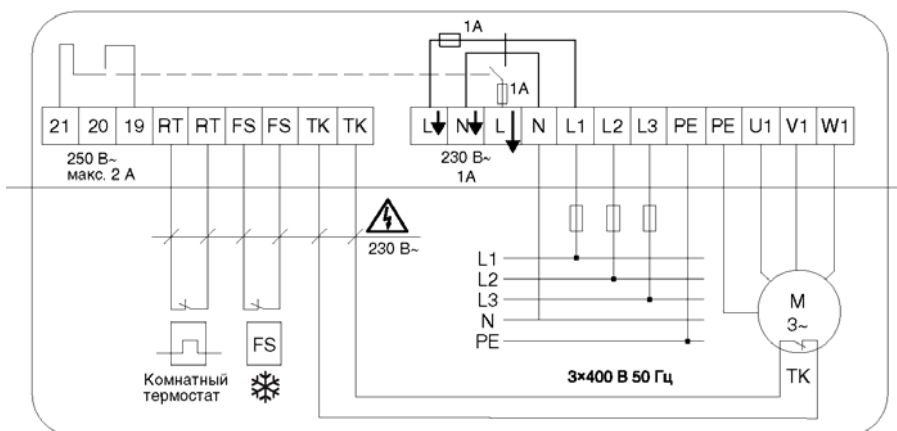 1A
1A
21 20 19 RT RT FS FS TK TK
L N L N L1 L2 L3 PE PE U1 V1 W1
250 В~
макс. 2 А
230 В~
1А
230 В~
L1
L2
L3
N
PE
M
3~
FS
Комнатный
термостат
3×400 В 50 Гц
TK